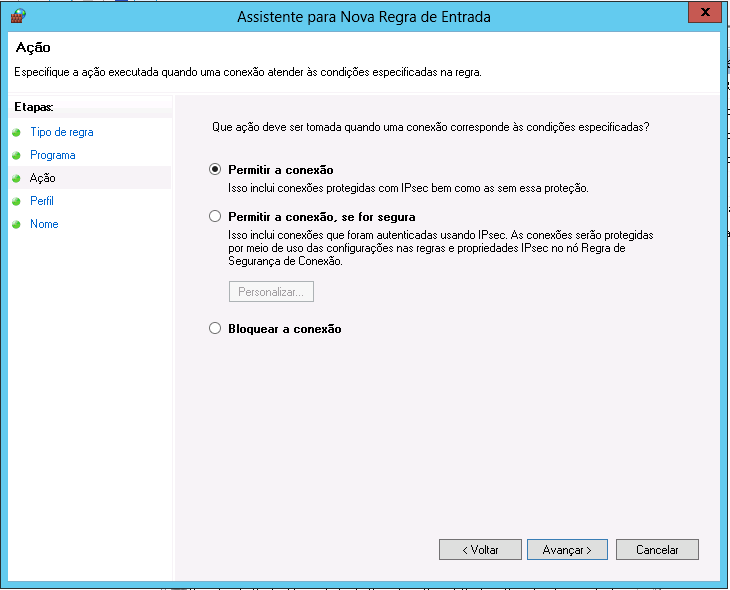 Assistente para Nova Regra de Entrada
x
Ação
Especifique a ação executada quando uma conexão atender às condições especificadas na regra.
Etapas:
Tipo de regra
Programa
Ação
Perfil
Nome
Que ação deve ser tomada quando uma conexão corresponde às condições especificadas?
Permitir a conexão
Isso inclui conexões protegidas com IPsec bem como as sem essa proteção.
Permitir a conexão, se for segura
Isso inclui conexões que foram autenticadas usando IPsec. As conexões serão protegidas
por meio de uso das configurações nas regras e propriedades IPsec no nó Regra de
Segurança de Conexão.
Personalizar...
Bloquear a conexão
< Voltar
Avançar >
Cancelar